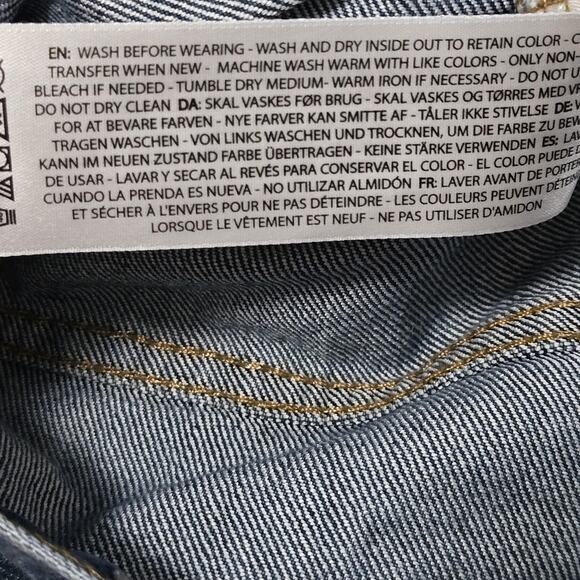 EN: WASH BEFORE WEARING - WASH AND DRY INSIDE OUT TO RETAIN COLOR -
TRANSFER WHEN NEW - MACHINE WASH WARM WITH LIKE COLORS - ONLY NON-
BLEACH IF NEEDED - TUMBLE DRY MEDIUM- WARM IRON IF NECESSARY - DO NOT
DO NOT DRY CLEAN DA: SKAL VASKES FØR BRUG - SKAL VASKES OG TØRRES MED
FOR AT BEVARE FARVEN - NYE FARVER KAN SMITTE AF - TÅLER IKKE STIVELSE DE:
TRAGEN WASCHEN - VON LINKS WASCHEN UND TROCKNEN, UM DIE FARBE ZU
KANN IM NEUEN ZUSTAND FARBE ÜBERTRAGEN - KEINE STÄRKE VERWENDEN ES:
DE USAR - LAVAR Y SECAR AL REVÉS PARA CONSERVAR EL COLOR - EL COLOR PUEDE
CUANDO LA PRENDA ES NUEVA - NO UTILIZAR ALMIDÓN FR: LAVER AVANT DE
ET SÉCHER À L'ENVERS POUR NE PAS DÉTEINDRE - LES COULEURS PEUVENT
LORSQUE LE VÊTEMENT EST NEUF - NE PAS UTILISER D'AMIDON